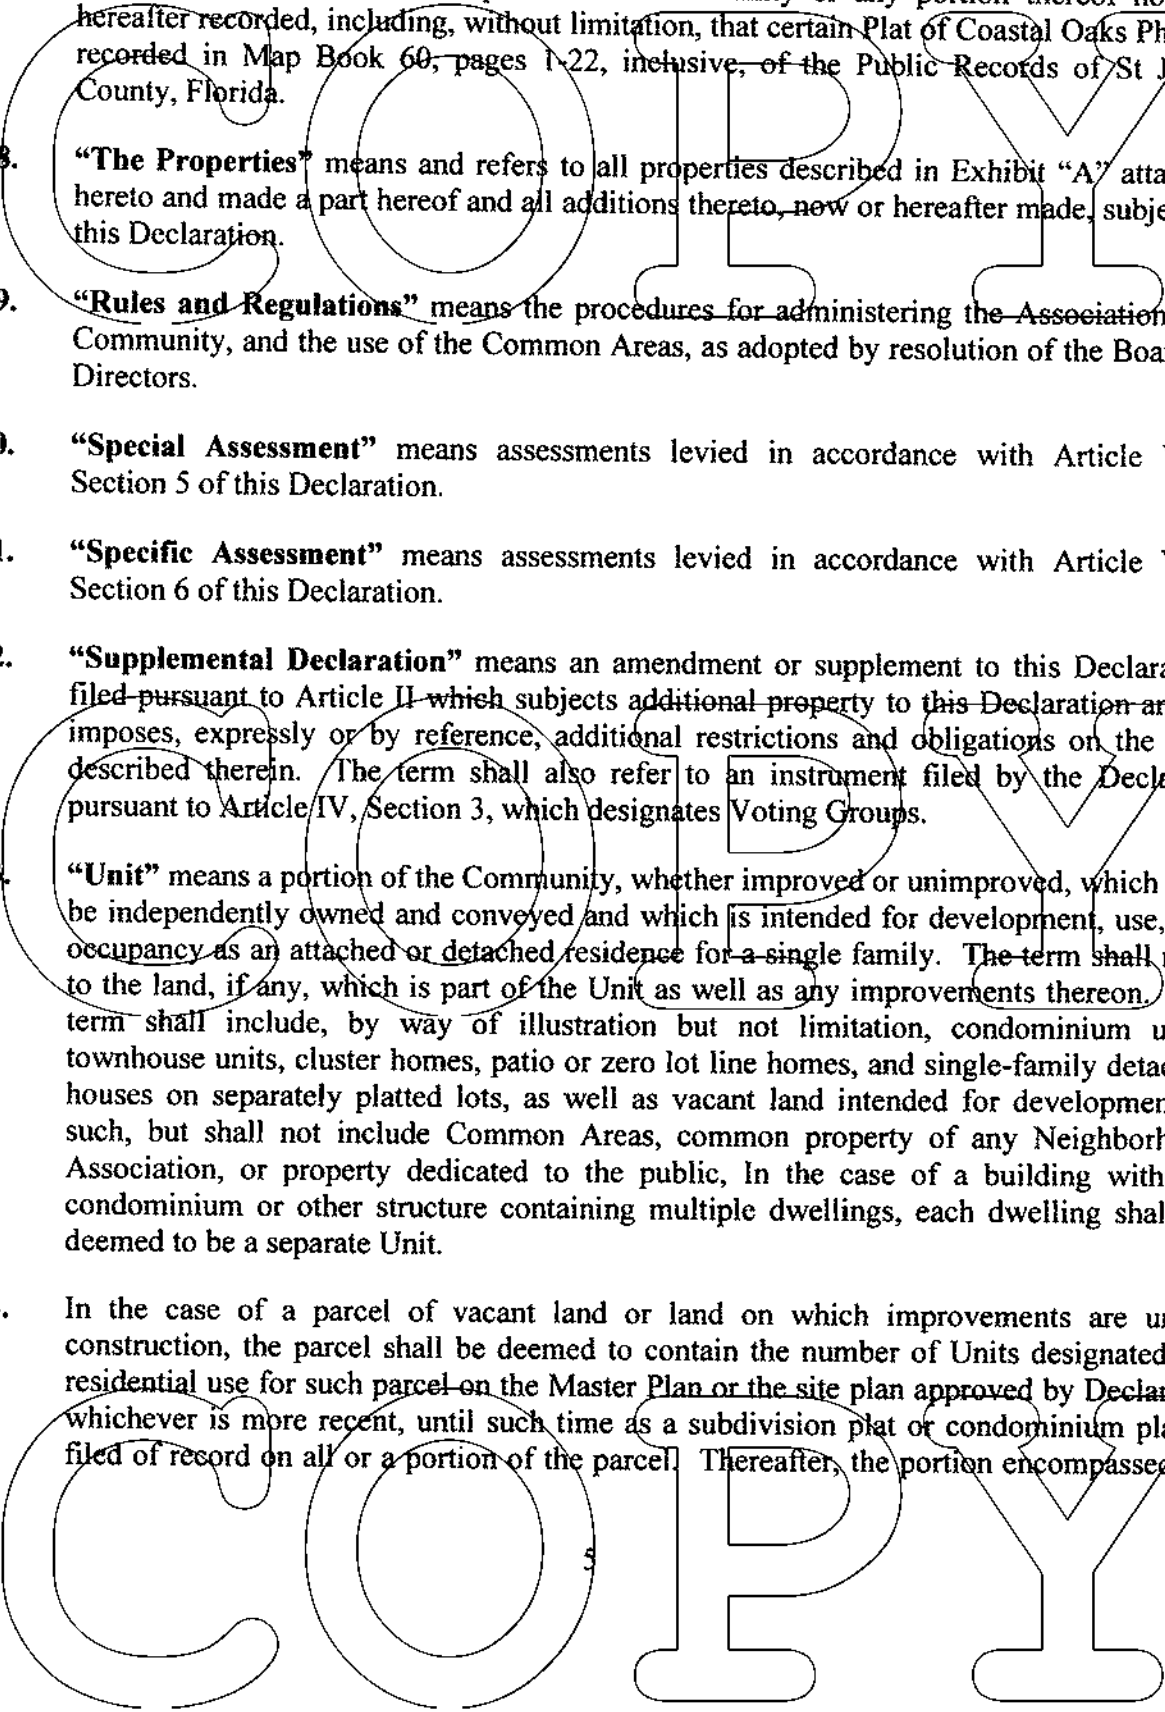 hereafter recorded, including, without limitation, that certain Plat of Coastal Oaks Ph
recorded in Map Book 60, pages 1-22, inclusive, of the Public Records of St J
County, Florida.
8. “The Properties” means and refers to all properties described in Exhibit “A” atta
hereto and made a part hereof and all additions thereto, now or hereafter made, subje
this Declaration.
9. “Rules and Regulations” means the procedures for administering the Association
Community, and the use of the Common Areas, as adopted by resolution of the Boa
Directors.
0. “Special Assessment” means assessments levied in accordance with Article
Section 5 of this Declaration.
1. “Specific Assessment” means assessments levied in accordance with Article
Section 6 of this Declaration.
2. “Supplemental Declaration” means an amendment or supplement to this Declara
filed pursuant to Article II which subjects additional property to this Declaration an
imposes, expressly or by reference, additional restrictions and obligations on the
described therein. The term shall also refer to an instrument filed by the Decla
pursuant to Article IV, Section 3, which designates Voting Groups.
“Unit” means a portion of the Community, whether improved or unimproved, which
be independently owned and conveyed and which is intended for development, use,
occupancy as an attached or detached residence for a single family. The term shall
to the land, if any, which is part of the Unit as well as any improvements thereon.
term shall include, by way of illustration but not limitation, condominium u
townhouse units, cluster homes, patio or zero lot line homes, and single-family detac
houses on separately platted lots, as well as vacant land intended for developmen
such, but shall not include Common Areas, common property of any Neighborh
Association, or property dedicated to the public, In the case of a building with
condominium or other structure containing multiple dwellings, each dwelling shal
deemed to be a separate Unit.
In the case of a parcel of vacant land or land on which improvements are u
construction, the parcel shall be deemed to contain the number of Units designated
residential use for such parcel on the Master Plan or the site plan approved by Declar
whichever is more recent, until such time as a subdivision plat or condominium pla
filed of record on all or a portion of the parcel. Thereafter, the portion encompassed
5
COPY
COPY
COPY